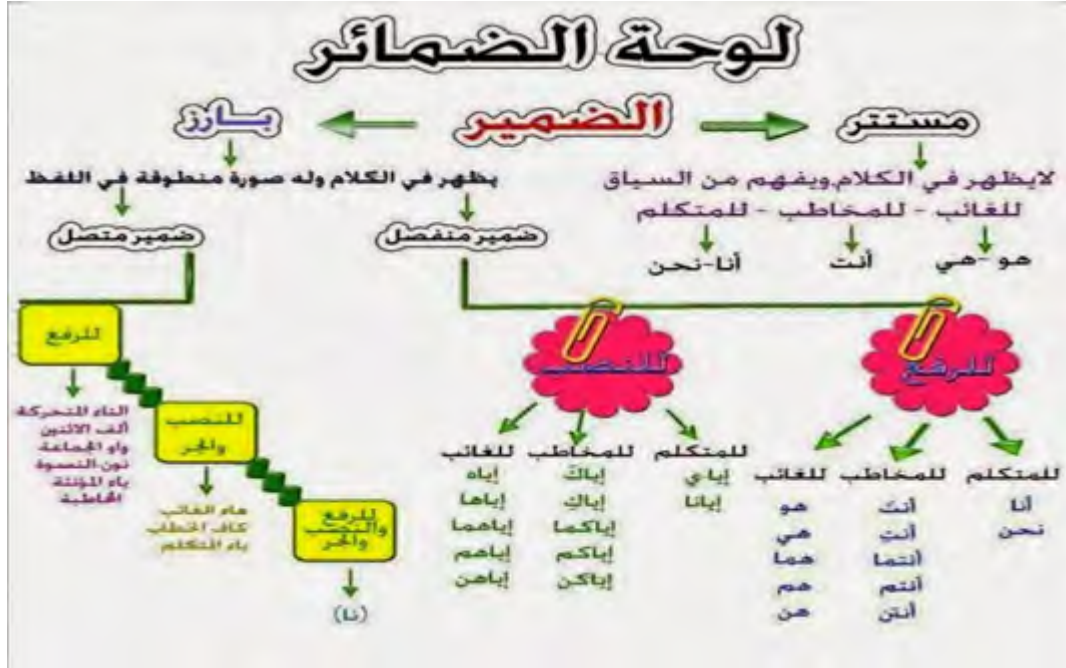 لوحة الضمائر
الضمير
مستتر
لايظهر في الكلام.ويفهم من السياق
للغائب - للمخاطب - للمتكلم
هو -هي
أنت
أنا-نحن
بارز
يظهر في الكلام وله صورة منطوقة في اللفظ
ضمير منفصل
للرفع
للمتكلم
أنا
نحن
للمخاطب
أنتَ
أنتِ
أنتما
أنتم
أنتن
للغائب
هو
هي
هما
هم
هن
للنصب
للمتكلم
إياي
إيانا
للمخاطب
إياكَ
إياكِ
إياكما
إياكم
إياكن
للغائب
إياه
إياها
إياهما
إياهم
إياهن
ضمير متصل
للرفع
التاء المتحركة
ألف الاثنين
واو الجماعة
نون النسوة
ياء المؤنثة
المخاطبة
للنصب
والجر
هاء الغائب
كاف الخطاب
ياء المتكلم
للرفع
والنصب
والجر
(نا)